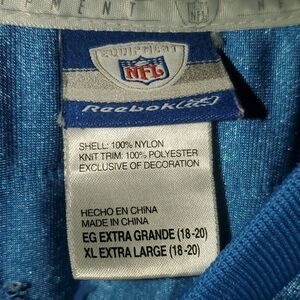 PMENT
N
EQUIPMENT
NFL
Reebok
SHELL: 100% NYLON
KNIT TRIM: 100% POLYESTER
EXCLUSIVE OF DECORATION
HECHO EN CHINA
MADE IN CHINA
EG EXTRA GRANDE (18-20)
XL EXTRA LARGE (18-20)